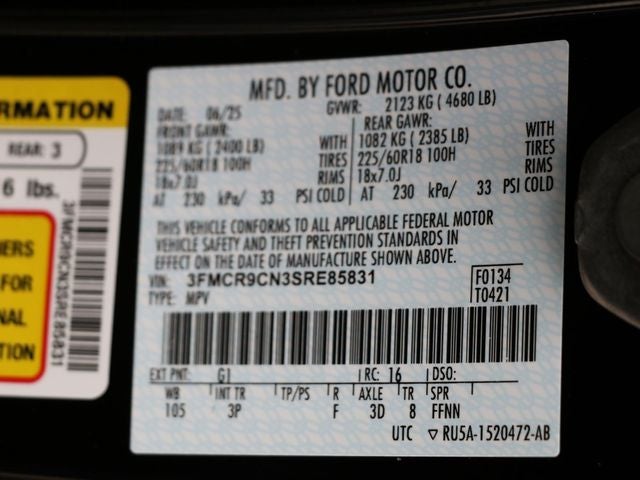 ORMATION
REAR: 3
6 lbs.
3FMCR9CN3SRE85831
IERS
FOR
NAL
TION
MFD. BY FORD MOTOR CO.
DATE: 06/25 GVWR: 2123 KG ( 4680 LB)
FRONT GAWR: REAR GAWR:
1089 KG ( 2400 LB) WITH 1082 KG ( 2385 LB) WITH
225/60R18 100H TIRES 225/60R18 100H TIRES
18x7.0J RIMS 18x7.0J RIMS
AT 230 kPa/ 33 PSI COLD AT 230 kPa/ 33 PSI COLD
THIS VEHICLE CONFORMS TO ALL APPLICABLE FEDERAL MOTOR
VEHICLE SAFETY AND THEFT PREVENTION STANDARDS IN
EFFECT ON THE DATE OF MANUFACTURE SHOWN ABOVE.
VIN: 3FMCR9CN3SRE85831 F0134
TYPE: MPV T0421
EXT PNT: G1 RC: 16 DSO:
WB INT TR TP/PS R AXLE TR SPR
105 3P F 3D 8 FFNN
UTC ▽ RU5A-1520472-AB